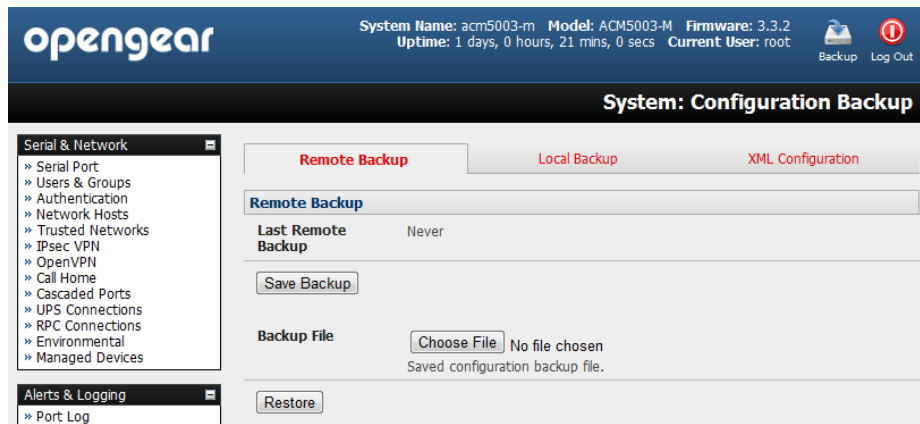 opengear
System Name: acm5003-m Model: ACM5003-M Firmware: 3.3.2
Uptime: 1 days, 0 hours, 21 mins, 0 secs Current User: root
Backup
Log Out
System: Configuration Backup
Serial & Network
» Serial Port
» Users & Groups
» Authentication
» Network Hosts
» Trusted Networks
» IPsec VPN
» OpenVPN
» Call Home
» Cascaded Ports
» UPS Connections
» RPC Connections
» Environmental
» Managed Devices
Alerts & Logging
» Port Log
Remote Backup
Local Backup
XML Configuration
Remote Backup
Last Remote
Backup
Never
Save Backup
Backup File
Choose File No file chosen
Saved configuration backup file.
Restore